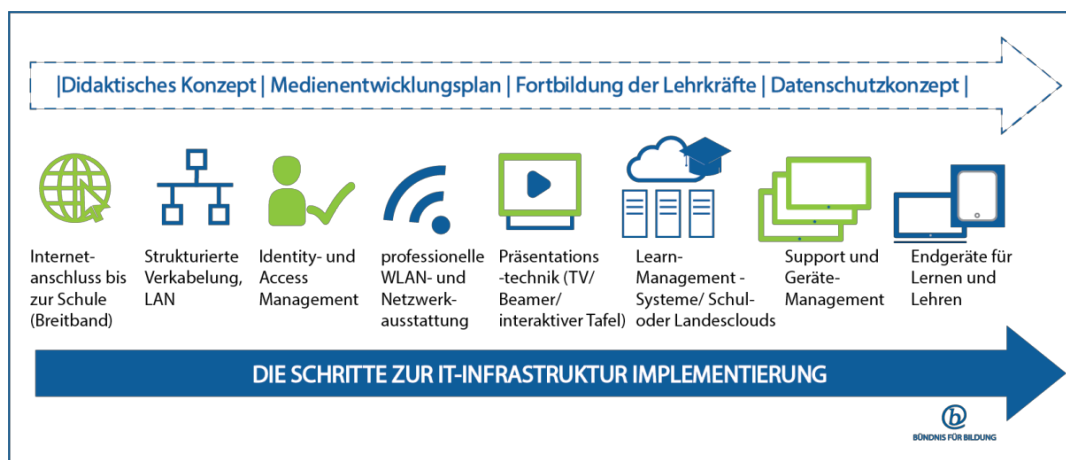 |Didaktisches Konzept | Medienentwicklungsplan | Fortbildung der Lehrkräfte | Datenschutzkonzept |
Internet-
anschluss bis
zur Schule
(Breitband)
Strukturierte
Verkabelung,
LAN
Identity- und
Access
Management
professionelle
WLAN- und
Netzwerk-
ausstattung
Präsentations
-technik (TV/
Beamer/
interaktiver Tafel)
Learn-
Management -
Systeme/ Schul-
oder Landesclouds
Support und
Geräte-
Management
Endgeräte für
Lernen und
Lehren
DIE SCHRITTE ZUR IT-INFRASTRUKTUR IMPLEMENTIERUNG
b
BÜNDNIS FÜR BILDUNG